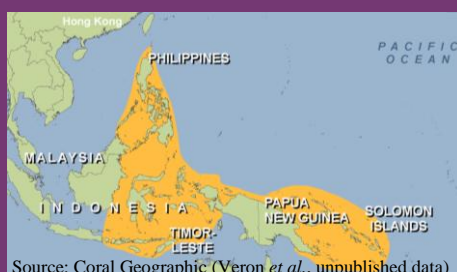 Hong Kong
PACIFIC
OCEAN
PHILIPPINES
MALAYSIA
INDONESIA
PAPUA
NEW GUINEA
SOLOMON
ISLANDS
TIMOR-
LESTE
Source: Coral Geographic (Veron et al., unpublished data)